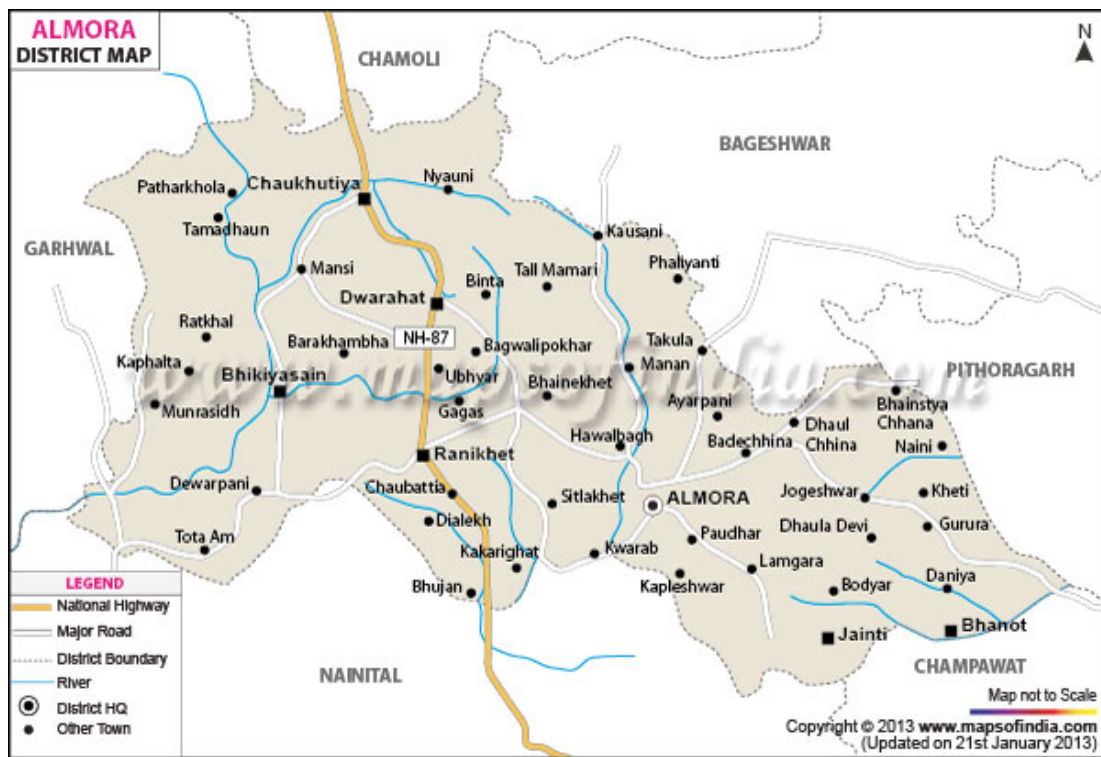 ALMORA
DISTRICT MAP
N
CHAMOLI
BAGESHWAR
Nyauni
Patharkhola
Chaukhutiya
Tamadhaun
Kausani
GARHWAL
Phaliyanti
Mansi
Tall Mamari
Binta
Dwarahat
Ratkhal
NH-87
Takula
Barakhambha
Bagwalipokhar
Kaphalta
www.mapsofindia.com
Manan
PITHORAGARH
Bhikiyasain
Ubhyar
Bhainekhet
Munrasidh
Gagas
Ayarpani
Bhainstya
Chhana
Dhaul
Chhina
Hawalbagh
Badechhina
Naini
Ranikhet
Dewarpani
Chaubattia
Sitlakhet
ALMORA
Jogeshwar
Kheti
Dialekh
Tota Am
Paudhar
Dhaula Devi
Gurura
Kakarighat
Kwarab
Lamgara
Bhujan
Kapleshwar
Bodyar
Daniya
Jainti
Bhanot
NAINITAL
CHAMPAWAT
LEGEND
National Highway
Major Road
District Boundary
River
District HQ
Other Town
Map not to Scale
Copyright © 2013 www.mapsofindia.com
(Updated on 21st January 2013)